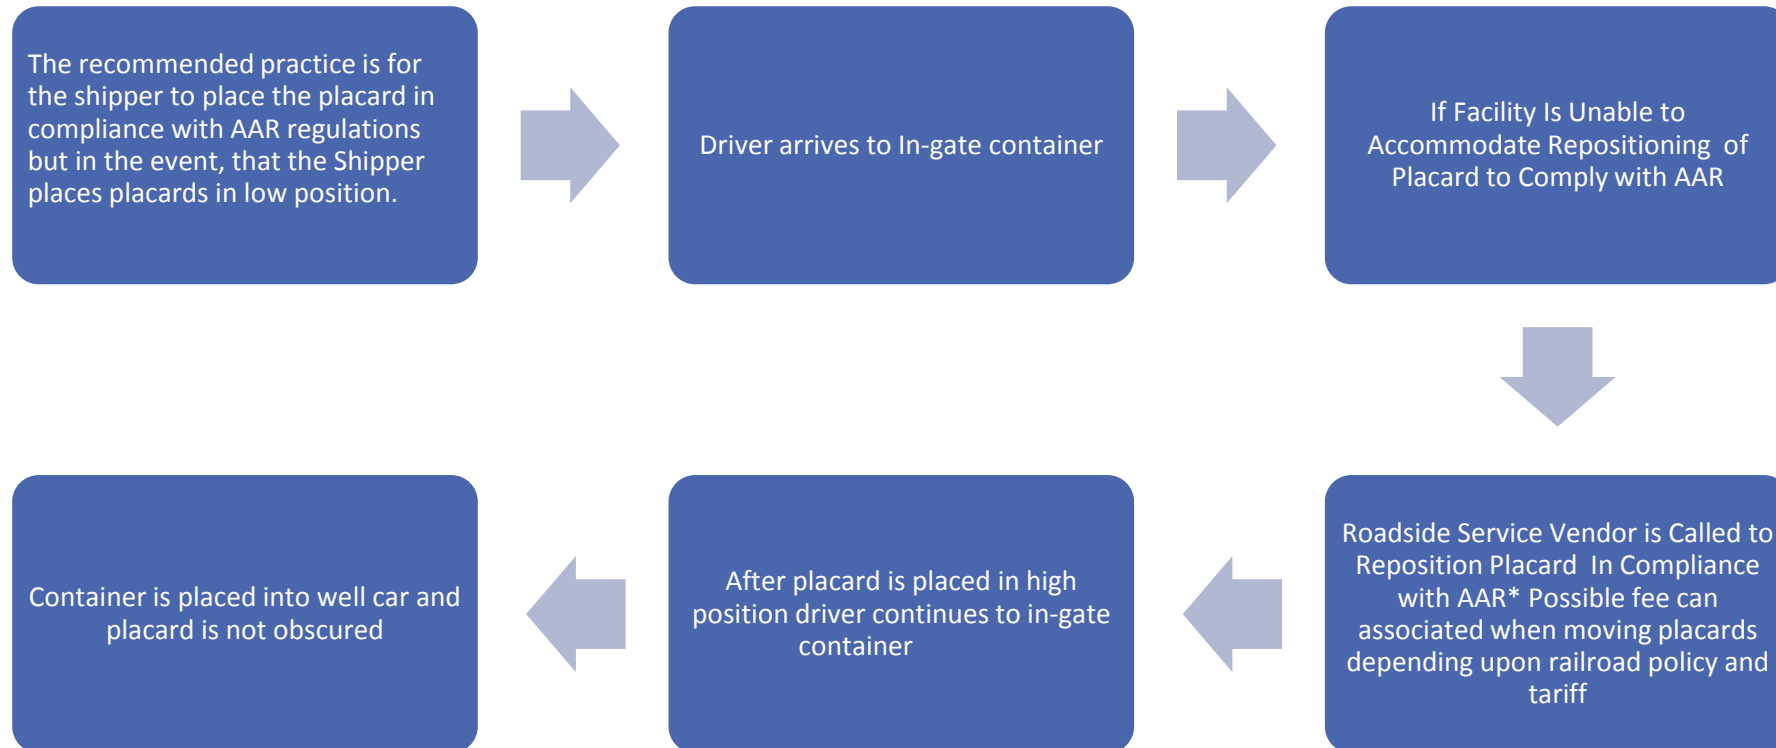 The recommended practice is for
the shipper to place the placard in
compliance with AAR regulations
but in the event, that the Shipper
places placards in low position.
Driver arrives to In-gate container
If Facility Is Unable to
Accommodate Repositioning of
Placard to Comply with AAR
Roadside Service Vendor is Called to
Reposition Placard In Compliance
with AAR* Possible fee can
associated when moving placards
depending upon railroad policy and
tariff
After placard is placed in high
position driver continues to in-gate
container
Container is placed into well car and
placard is not obscured